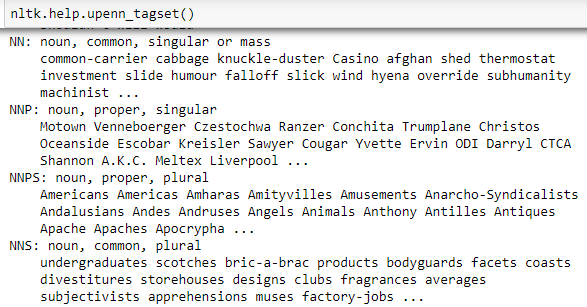 nltk.help.upenn_tagset()
NN: noun, common, singular or mass
common-carrier cabbage knuckle-duster Casino afghan shed thermostat
investment slide humour falloff slick wind hyena override subhumanity
machinist ...
NNP: noun, proper, singular
Motown Venneboerger Czestochwa Ranzer Conchita Trumplane Christos
Oceanside Escobar Kreisler Sawyer Cougar Yvette Ervin ODI Darryl CTCA
Shannon A.K.C. Meltex Liverpool ...
NNPS: noun, proper, plural
Americans Americas Amharas Amityvilles Amusements Anarcho-Syndicalists
Andalusians Andes Andruses Angels Animals Anthony Antilles Antiques
Apache Apaches Apocrypha ...
NNS: noun, common, plural
undergraduates scotches bric-a-brac products bodyguards facets coasts
divestitures storehouses designs clubs fragrances averages
subjectivists apprehensions muses factory-jobs ...